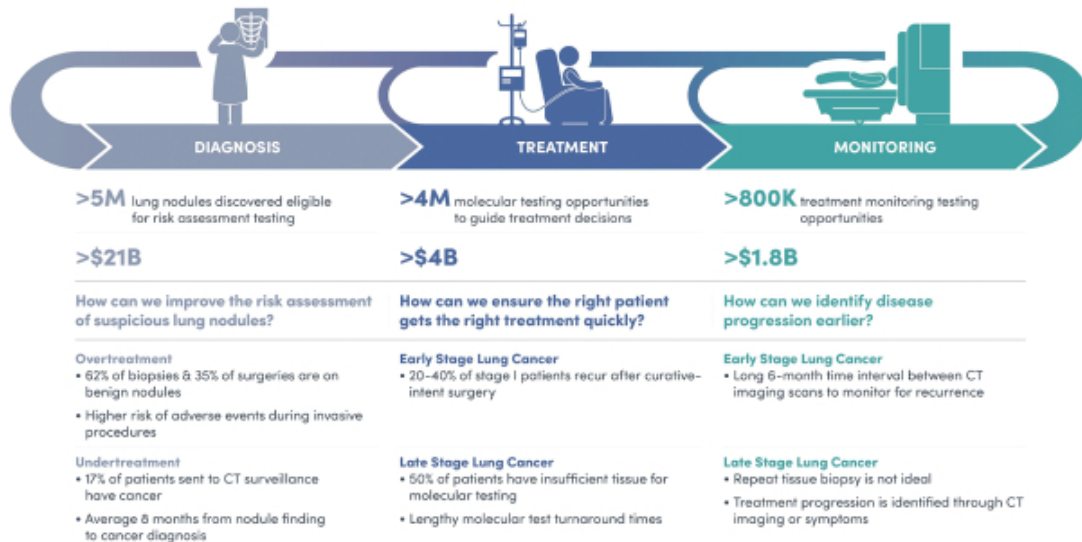 DIAGNOSIS
TREATMENT
MONITORING
>5M lung nodules discovered eligible
for risk assessment testing
>4M molecular testing opportunities
to guide treatment decisions
>800K treatment monitoring testing
opportunities
>$21B
>$4B
>$1.8B
How can we improve the risk assessment
of suspicious lung nodules?
How can we ensure the right patient
gets the right treatment quickly?
How can we identify disease
progression earlier?
Overtreatment
• 62% of biopsies & 35% of surgeries are on
benign nodules
• Higher risk of adverse events during invasive
procedures
Early Stage Lung Cancer
• 20-40% of stage I patients recur after curative-
intent surgery
Early Stage Lung Cancer
• Long 6-month time interval between CT
imaging scans to monitor for recurrence
Undertreatment
• 17% of patients sent to CT surveillance
have cancer
• Average 8 months from nodule finding
to cancer diagnosis
Late Stage Lung Cancer
• 50% of patients have insufficient tissue for
molecular testing
• Lengthy molecular test turnaround times
Late Stage Lung Cancer
• Repeat tissue biopsy is not ideal
• Treatment progression is identified through CT
imaging or symptoms